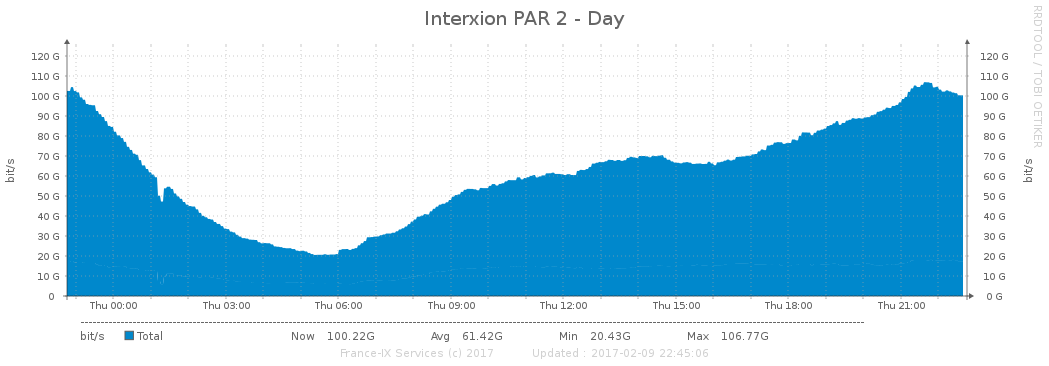 Interxion PAR 2 - Day
RRDTOOL / TOBI OETIKER
bit/s
120 G 120 G
110 G 110 G
100 G 100 G
90 G 90 G
80 G 80 G
70 G 70 G
60 G 60 G
50 G 50 G
40 G 40 G
30 G 30 G
20 G 20 G
10 G 10 G
0 0 G
bit/s
Thu 00:00 Thu 03:00 Thu 06:00 Thu 09:00 Thu 12:00 Thu 15:00 Thu 18:00 Thu 21:00
bit/s Total Now 100.22G Avg 61.42G Min 20.43G Max 106.77G
France-IX Services (c) 2017 Updated : 2017-02-09 22:45:06